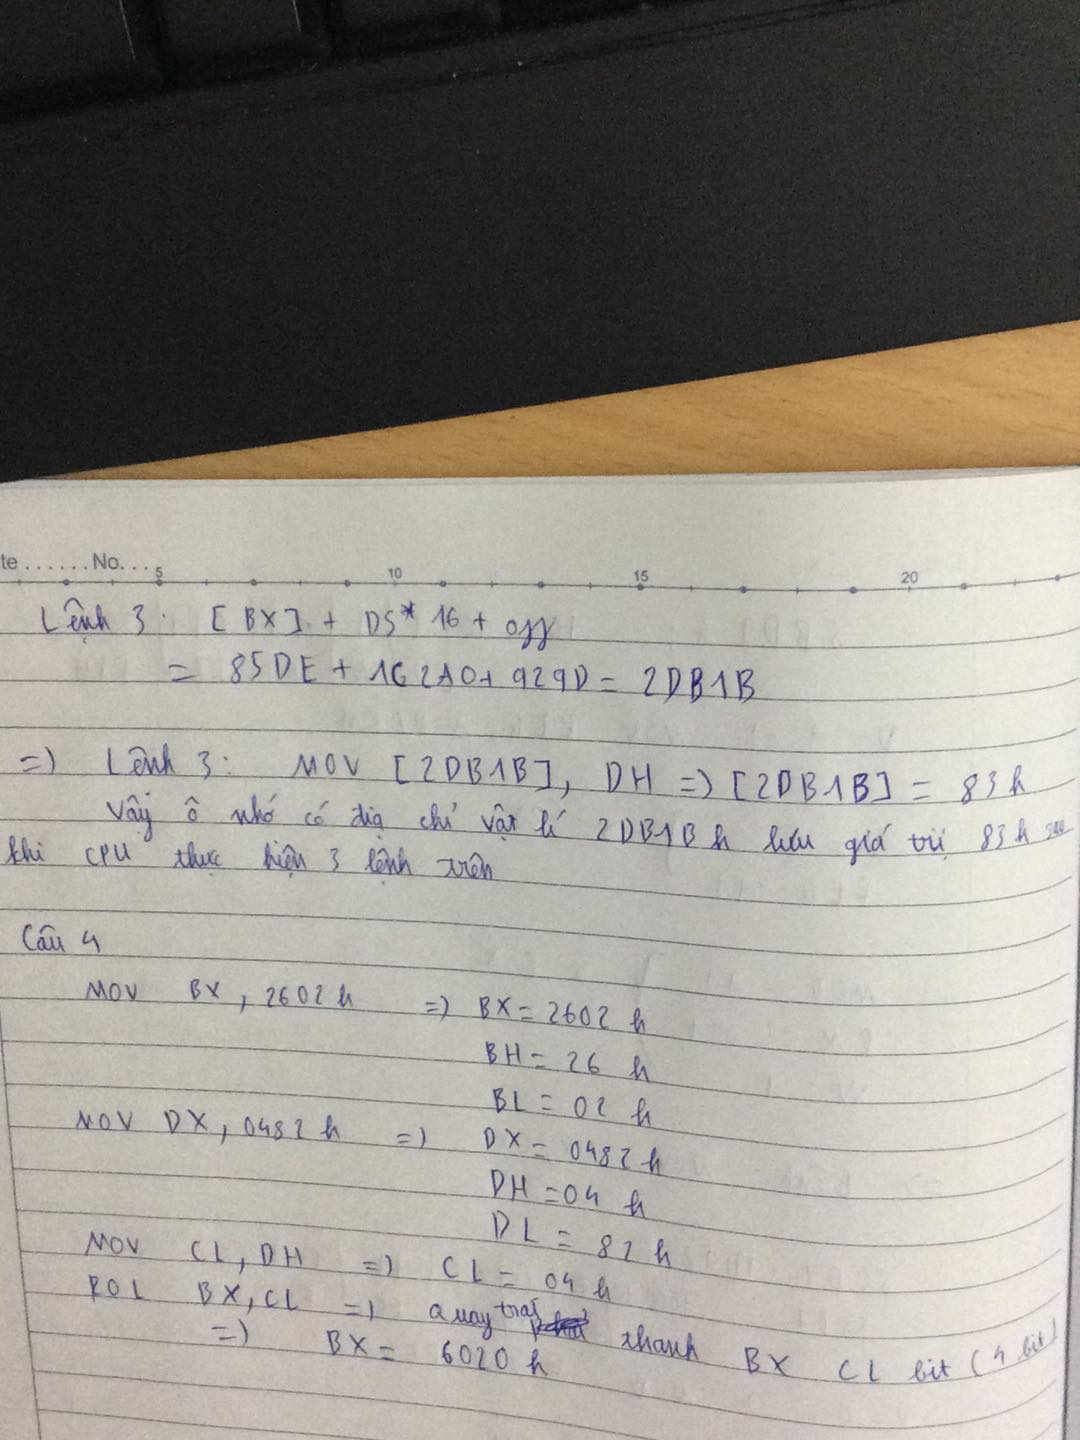 te ...... No. ... 5 10 15 20
Lệnh 3: [BX] + DS* 16 + off
= 85DE + 1C2A0+ 929D = 2DB1B
=) Lệnh 3: MOV [2DB1B], DH =) [2DB1B] = 83h
Vậy ô nhớ có địa chỉ vật lí 2DB1B h lưu giá trị 83h sau
khi CPU thực hiện 3 lệnh trên
Câu 4
MOV BX, 2602 h =) BX = 2602 h
BH = 26 h
BL = 02 h
MOV DX, 0482 h =) DX = 0482 h
DH = 04 h
DL = 82 h
MOV CL, DH =) CL = 04 h
ROL BX, CL =) quay trái thanh BX CL bit (4 bit)
=) BX = 6020 h